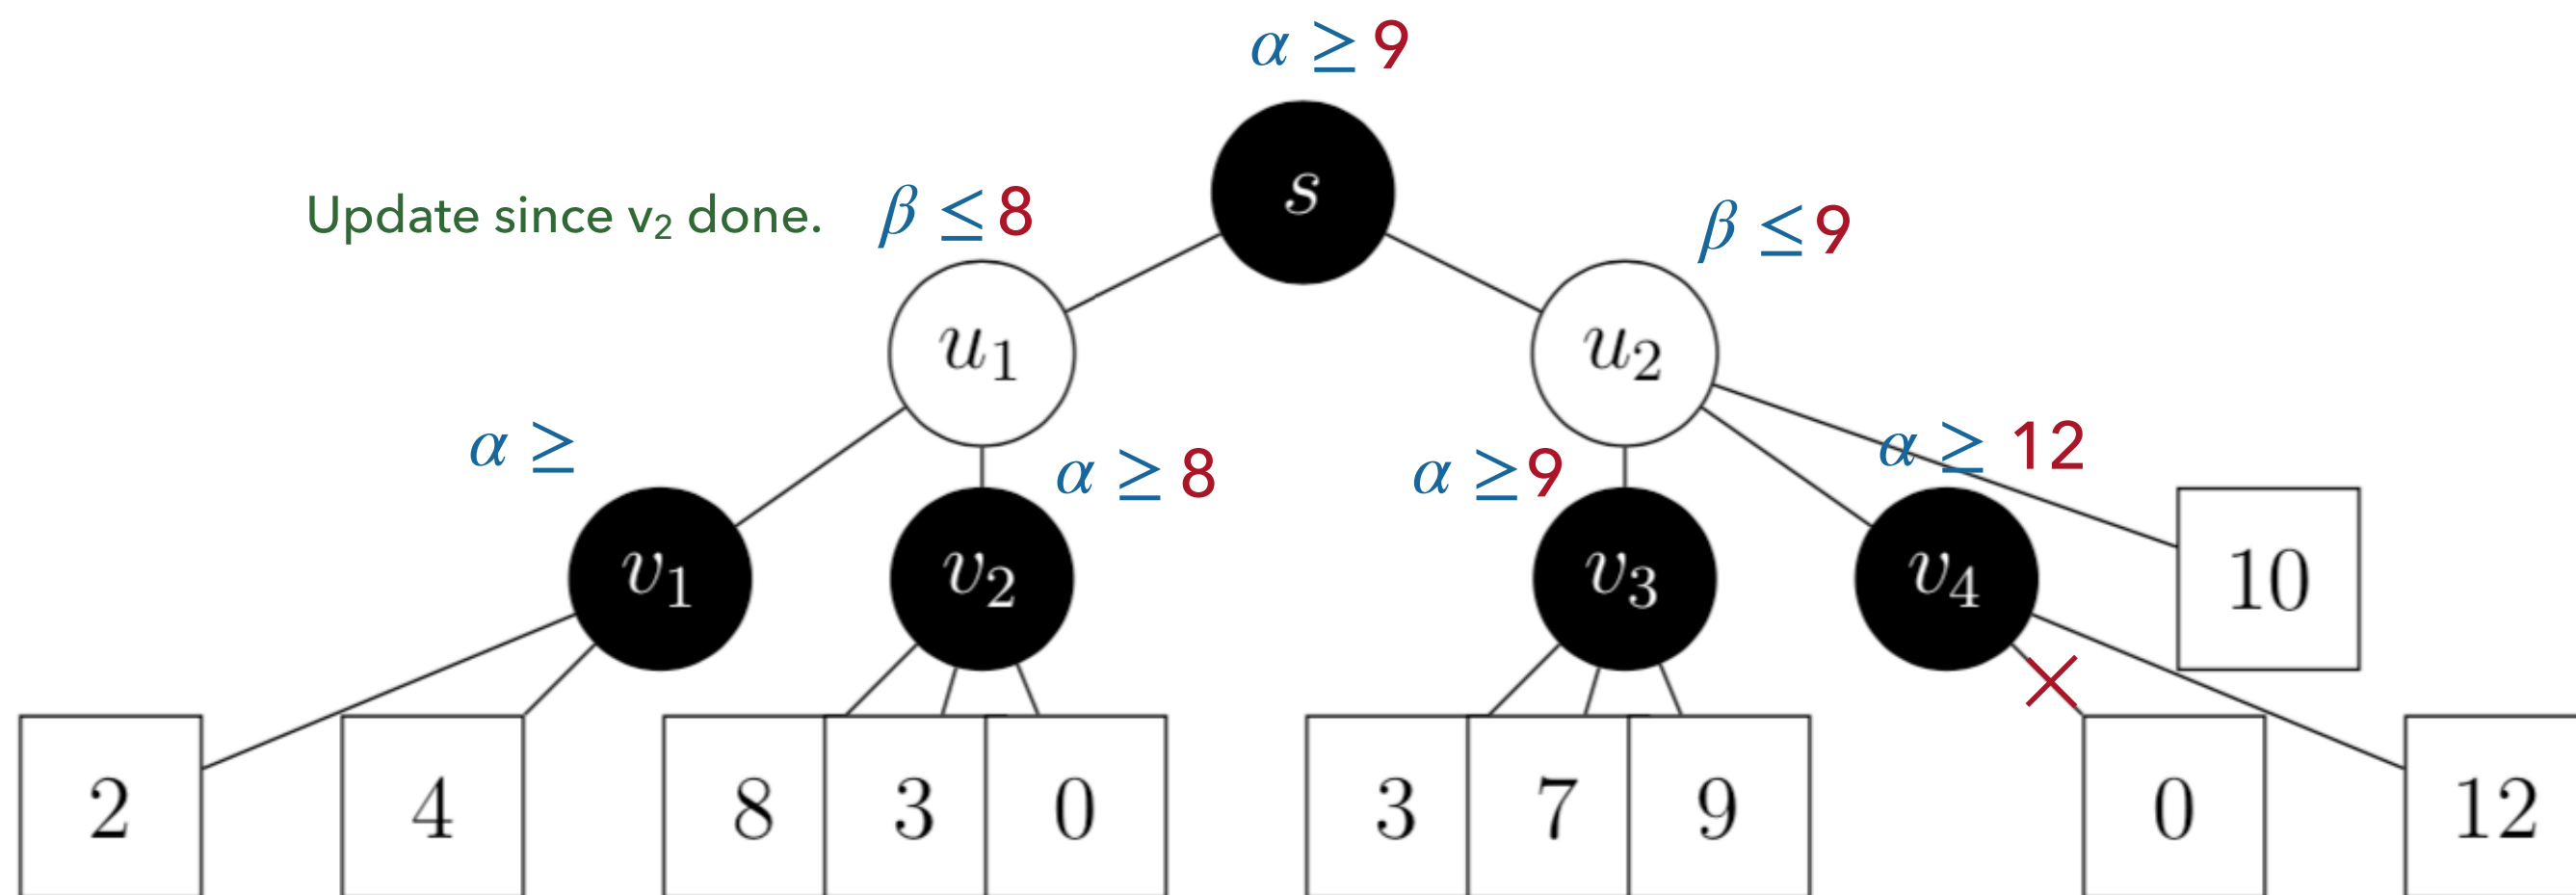 α ≥ 9
s
Update since v₂ done.
β ≤ 8
β ≤ 9
u₁
u₂
α ≥
α ≥ 8
α ≥ 9
α ≥ 12
v₁
v₂
v₃
v₄
10
2
4
8
3
0
3
7
9
0
12